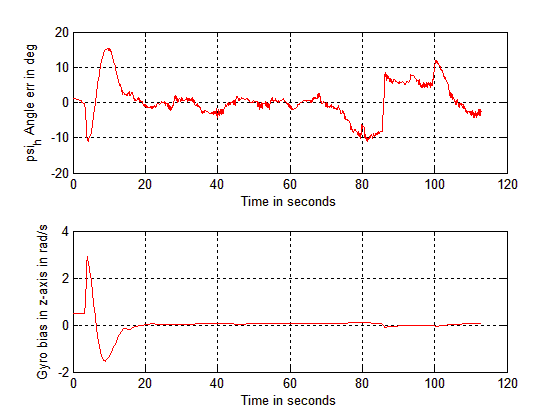 20
10
0
-10
-20
psi_h Angle err in deg
0 20 40 60 80 100 120
Time in seconds
4
2
0
-2
Gyro bias in z-axis in rad/s
0 20 40 60 80 100 120
Time in seconds